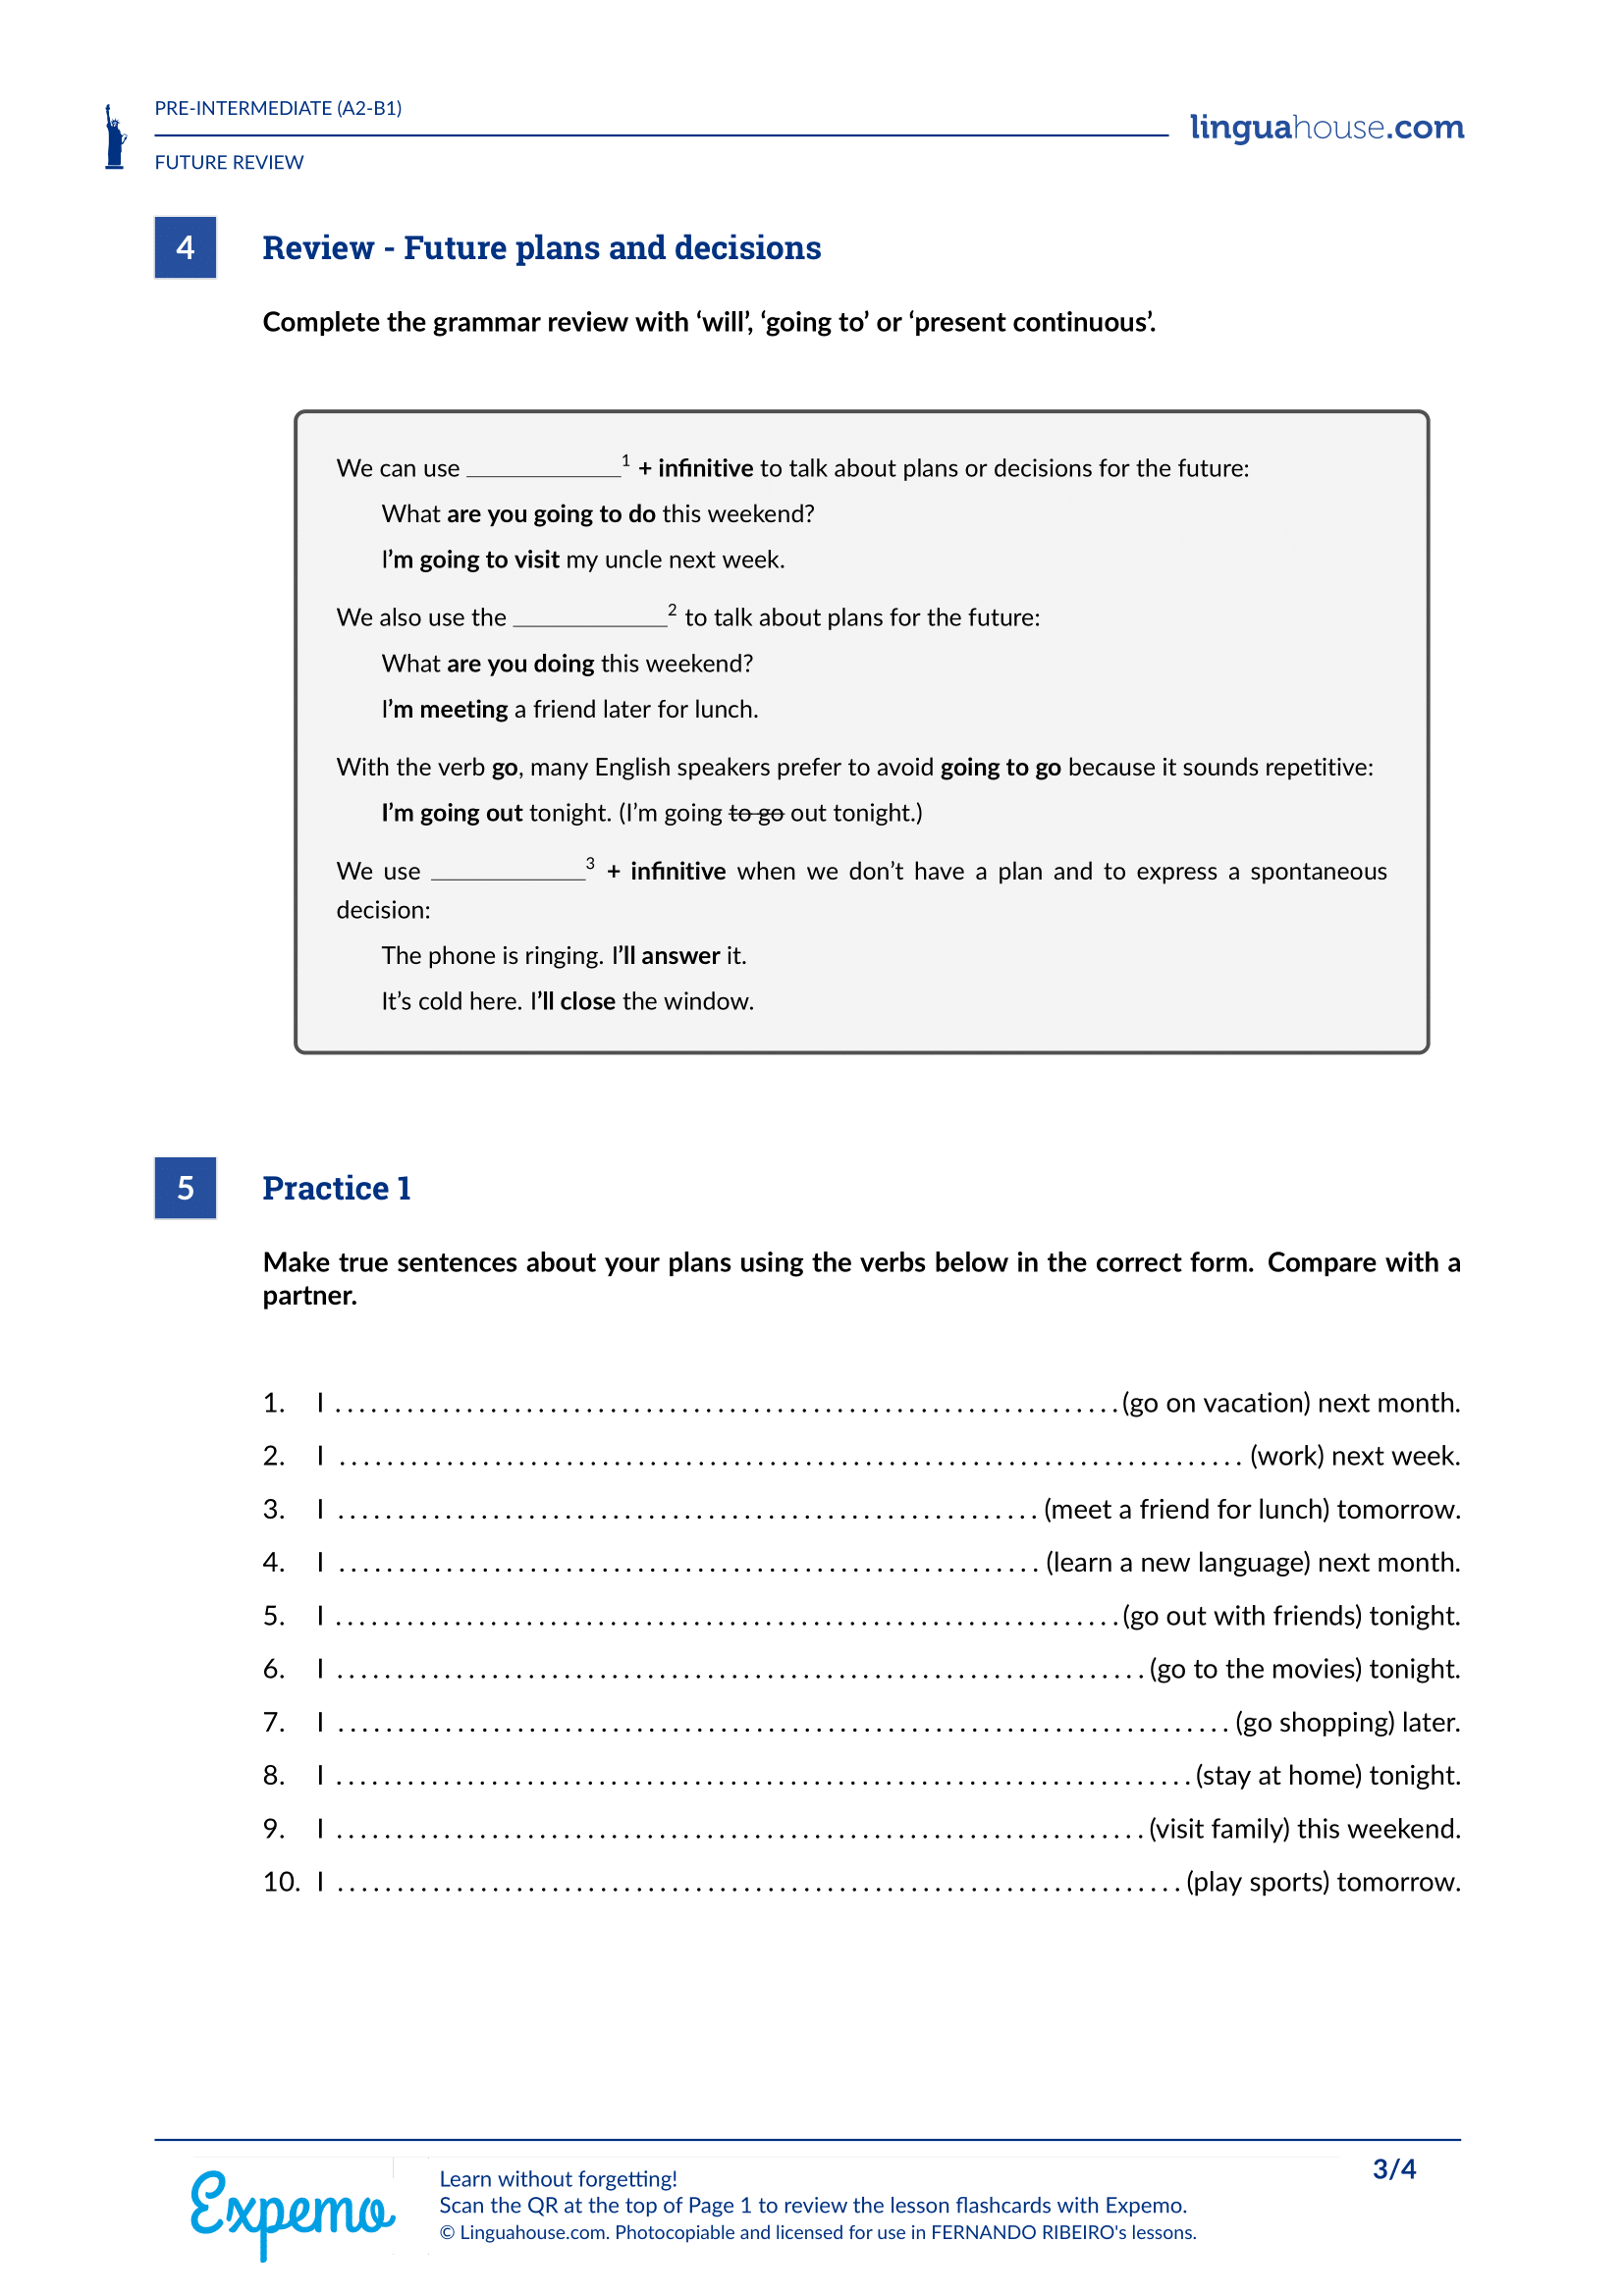 PRE-INTERMEDIATE (A2-B1)
linguahouse.com
FUTURE REVIEW
4 Review - Future plans and decisions
Complete the grammar review with ‘will’, ‘going to’ or ‘present continuous’.
We can use ____________1 + infinitive to talk about plans or decisions for the future:
What are you going to do this weekend?
I’m going to visit my uncle next week.
We also use the ____________2 to talk about plans for the future:
What are you doing this weekend?
I’m meeting a friend later for lunch.
With the verb go, many English speakers prefer to avoid going to go because it sounds repetitive:
I’m going out tonight. (I’m going to go out tonight.)
We use ____________3 + infinitive when we don’t have a plan and to express a spontaneous
decision:
The phone is ringing. I’ll answer it.
It’s cold here. I’ll close the window.
5 Practice 1
Make true sentences about your plans using the verbs below in the correct form. Compare with a
partner.
1. I ............................................................ (go on vacation) next month.
2. I ............................................................ (work) next week.
3. I ............................................................ (meet a friend for lunch) tomorrow.
4. I ............................................................ (learn a new language) next month.
5. I ............................................................ (go out with friends) tonight.
6. I ............................................................ (go to the movies) tonight.
7. I ............................................................ (go shopping) later.
8. I ............................................................ (stay at home) tonight.
9. I ............................................................ (visit family) this weekend.
10. I ............................................................ (play sports) tomorrow.
3/4
Expemo
Learn without forgetting!
Scan the QR at the top of Page 1 to review the lesson flashcards with Expemo.
© Linguahouse.com. Photocopiable and licensed for use in FERNANDO RIBEIRO's lessons.